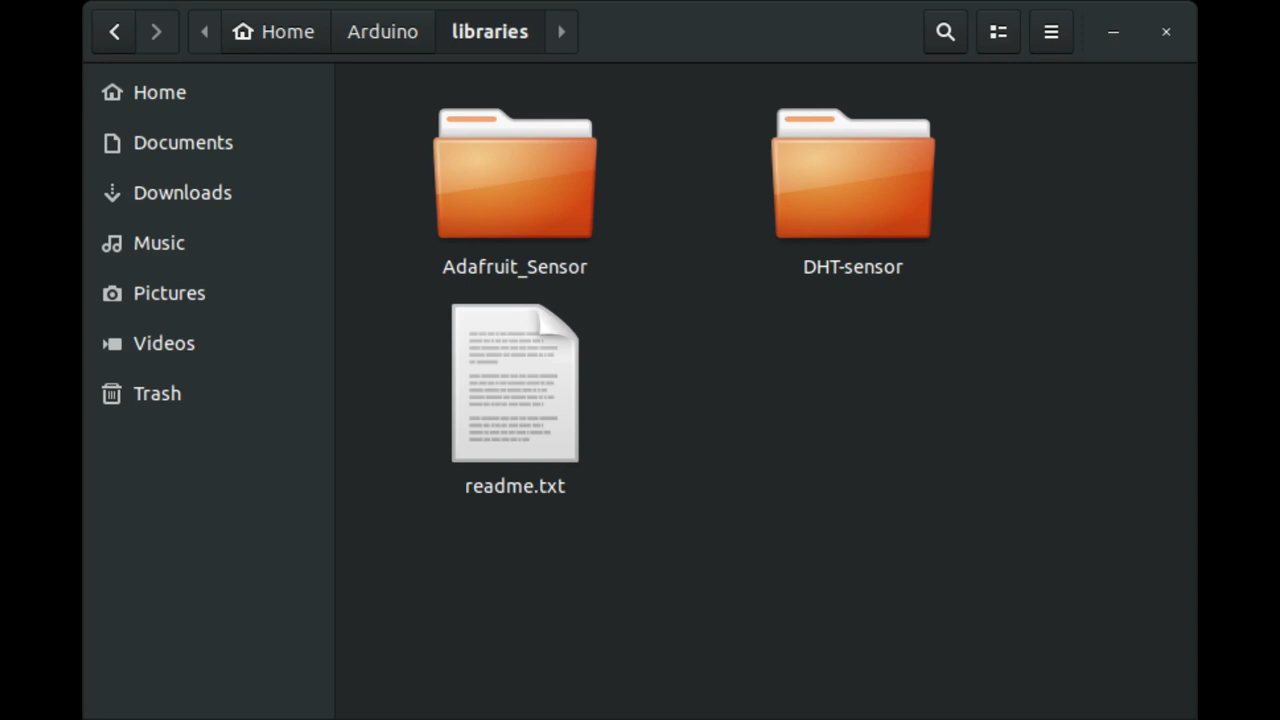 Home Arduino libraries
Home
Documents
Downloads
Music
Pictures
Videos
Trash
Adafruit_Sensor
DHT-sensor
readme.txt